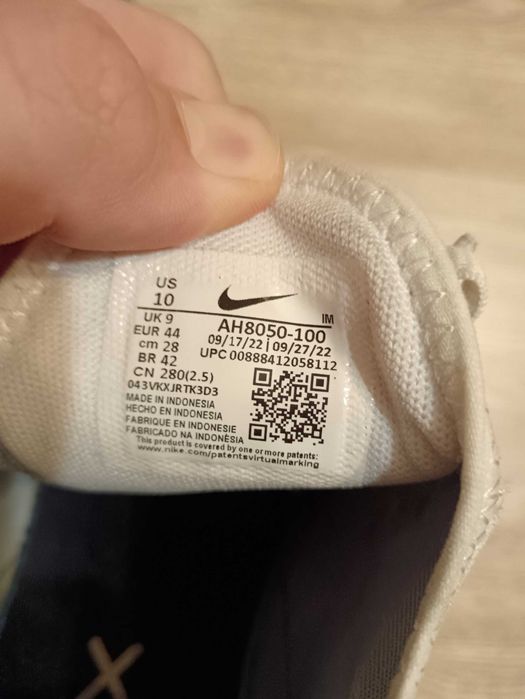 US
10
UK 9
EUR 44
cm 28
BR 42
CN 280(2.5)
043VKXJRTK3D3
IM
AH8050-100
09/17/22 | 09/27/22
UPC 00888412058112
MADE IN INDONESIA
HECHO EN INDONESIA
FABRIQUE EN INDONESIE
FABRICADO NA INDONÉSIA
This product is covered by one or more patents:
www.nike.com/patentsvirtualmarking